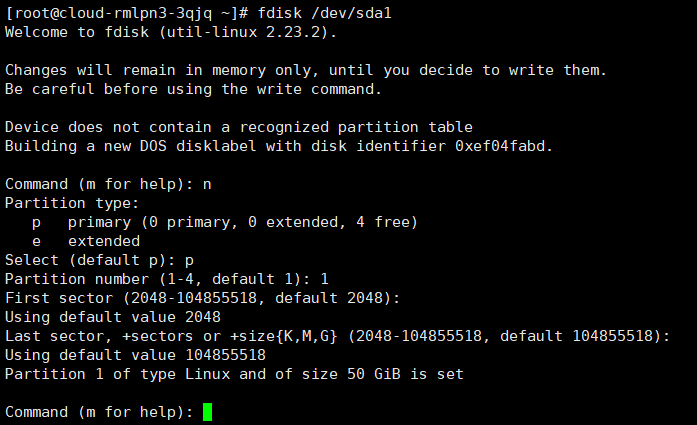 [root@cloud-rmlpn3-3qjq ~]# fdisk /dev/sda1
Welcome to fdisk (util-linux 2.23.2).
Changes will remain in memory only, until you decide to write them.
Be careful before using the write command.
Device does not contain a recognized partition table
Building a new DOS disklabel with disk identifier 0xef04fabd.
Command (m for help): n
Partition type:
   p   primary (0 primary, 0 extended, 4 free)
   e   extended
Select (default p): p
Partition number (1-4, default 1): 1
First sector (2048-104855518, default 2048):
Using default value 2048
Last sector, +sectors or +size{K,M,G} (2048-104855518, default 104855518):
Using default value 104855518
Partition 1 of type Linux and of size 50 GiB is set
Command (m for help):